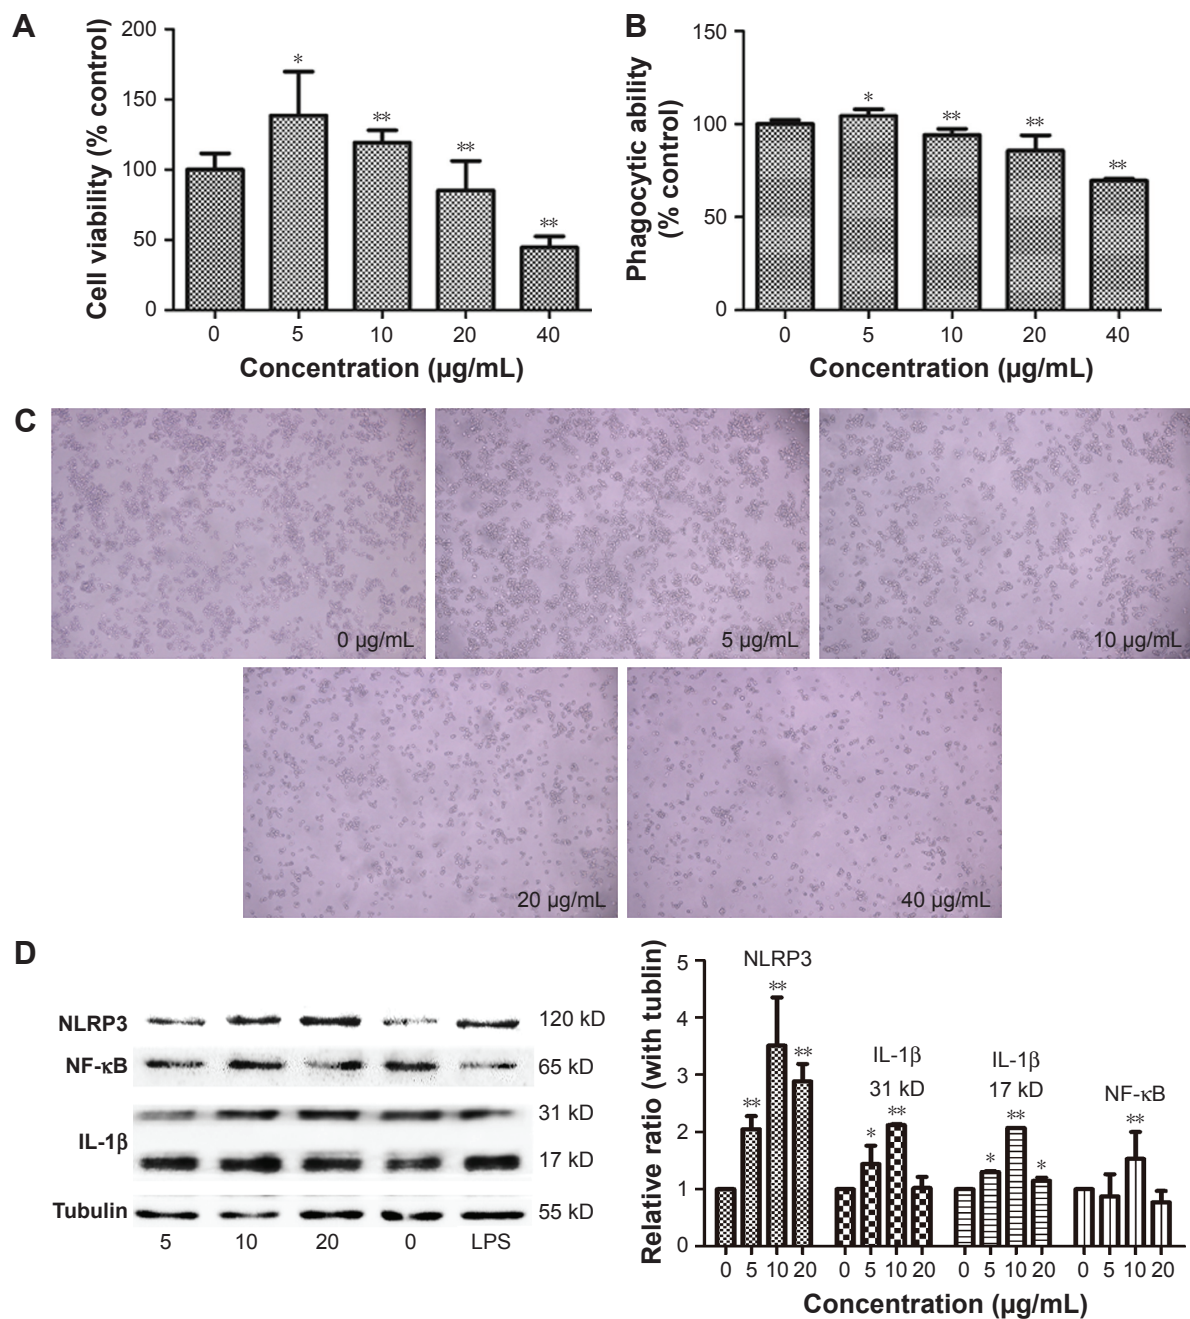 A
Cell viability (% control)
200
150
100
50
0
*
**
**
**
0 5 10 20 40
Concentration (µg/mL)
B
Phagocytic ability
(% control)
150
100
50
0
*
**
**
**
0 5 10 20 40
Concentration (µg/mL)
C
0 µg/mL
5 µg/mL
10 µg/mL
20 µg/mL
40 µg/mL
D
NLRP3 120 kD
NF-κB 65 kD
31 kD
IL-1β
17 kD
Tubulin 55 kD
5 10 20 0 LPS
Relative ratio (with tublin)
5
4
3
2
1
0
NLRP3
**
**
**
IL-1β
31 kD
*
**
IL-1β
17 kD
*
**
*
NF-κB
**
0 5 10 20 0 5 10 20 0 5 10 20 0 5 10 20
Concentration (µg/mL)